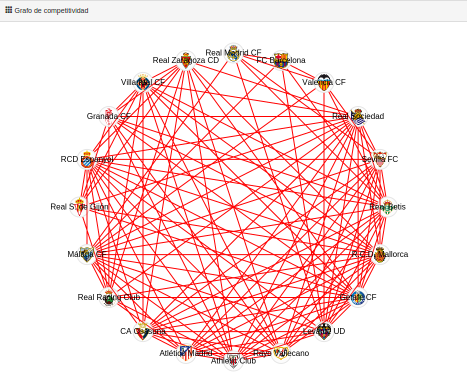 Grafo de competitividad
Real Madrid CF
Real Zaragoza CD
FC Barcelona
Villarreal CF
Valencia CF
Granada CF
Real Sociedad
RCD Espanyol
Sevilla FC
Real St. de Gijón
Real Betis
Málaga CF
R.C.D. Mallorca
Real Racing Club
Getafe CF
CA Osasuna
Levante UD
Atlético Madrid
Rayo Vallecano
Athletic Club